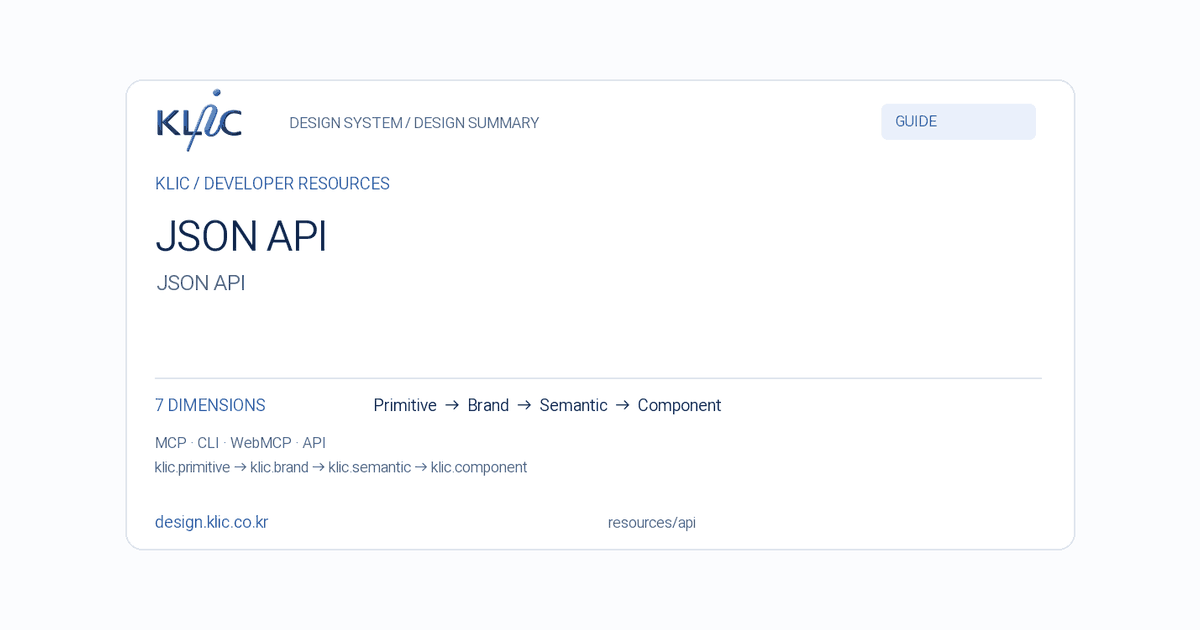 KLiC
DESIGN SYSTEM / DESIGN SUMMARY
GUIDE
KLIC / DEVELOPER RESOURCES
JSON API
JSON API
7 DIMENSIONS
Primitive → Brand → Semantic → Component
MCP · CLI · WebMCP · API
klic.primitive → klic.brand → klic.semantic → klic.component
design.klic.co.kr
resources/api